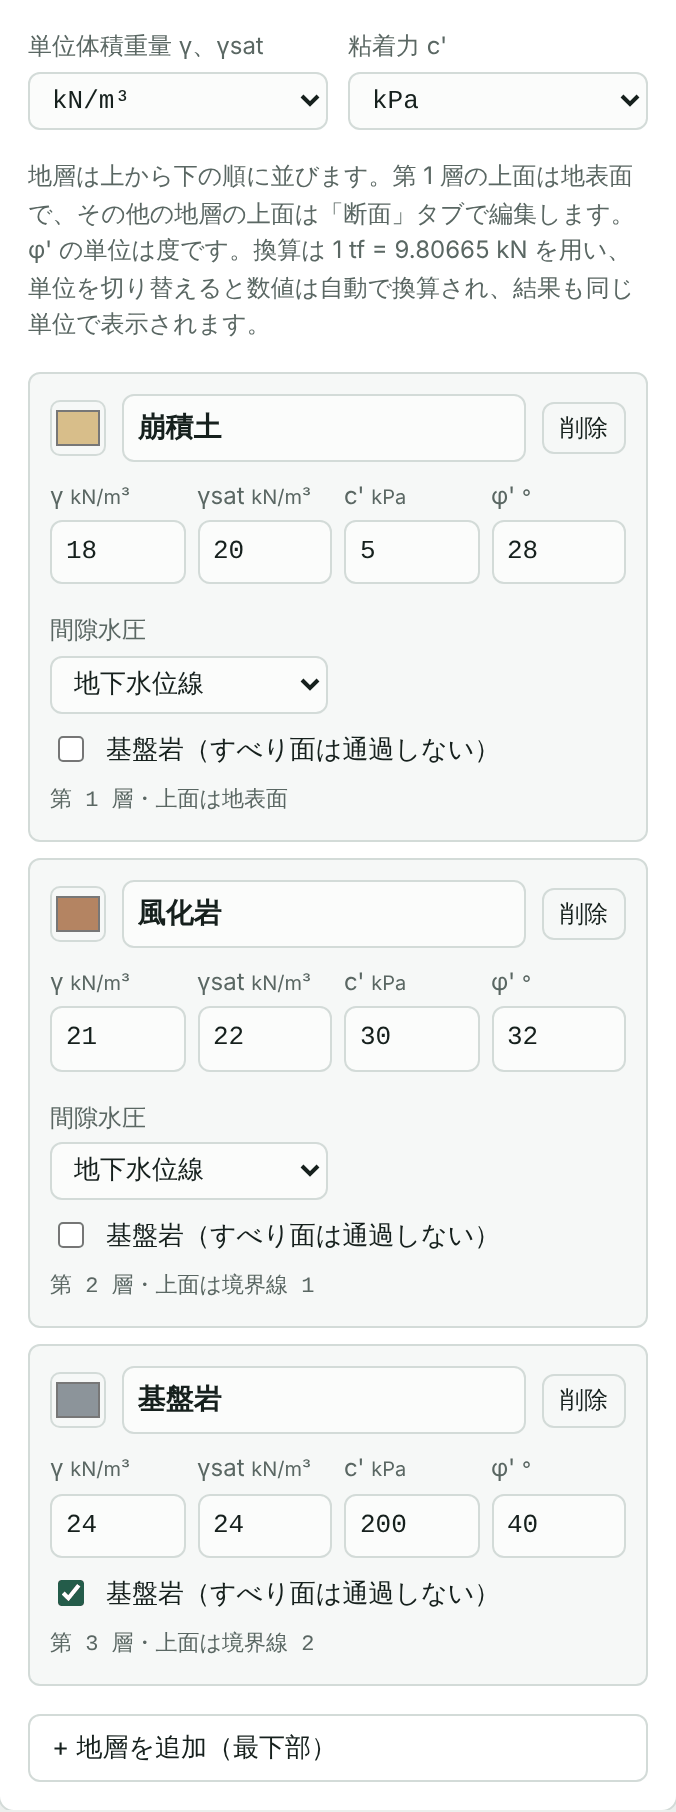 単位体積重量 γ、γsat
粘着力 c'
kN/m³
kPa
地層は上から下の順に並びます。第 1 層の上面は地表面
で、その他の地層の上面は「断面」タブで編集します。
φ' の単位は度です。換算は 1 tf = 9.80665 kN を用い、
単位を切り替えると数値は自動で換算され、結果も同じ
単位で表示されます。
崩積土
削除
γ kN/m³
γsat kN/m³
c' kPa
φ' °
18
20
5
28
間隙水圧
地下水位線
基盤岩（すべり面は通過しない）
第 1 層・上面は地表面
風化岩
削除
γ kN/m³
γsat kN/m³
c' kPa
φ' °
21
22
30
32
間隙水圧
地下水位線
基盤岩（すべり面は通過しない）
第 2 層・上面は境界線 1
基盤岩
削除
γ kN/m³
γsat kN/m³
c' kPa
φ' °
24
24
200
40
基盤岩（すべり面は通過しない）
第 3 層・上面は境界線 2
+ 地層を追加（最下部）